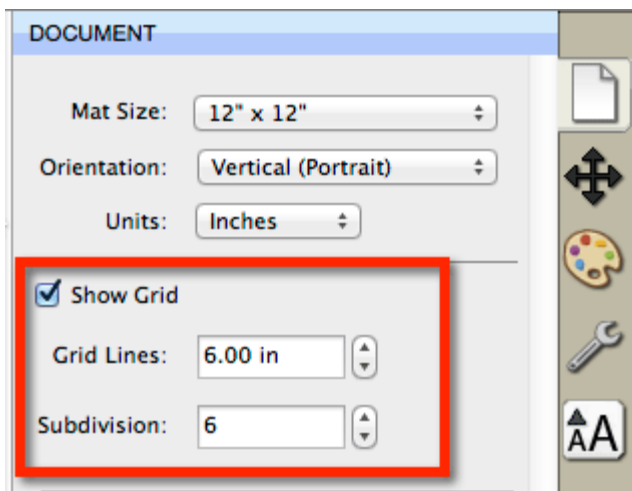 DOCUMENT
Mat Size: 12" x 12"
Orientation: Vertical (Portrait)
Units: Inches
Show Grid
Grid Lines: 6.00 in
Subdivision: 6
AA